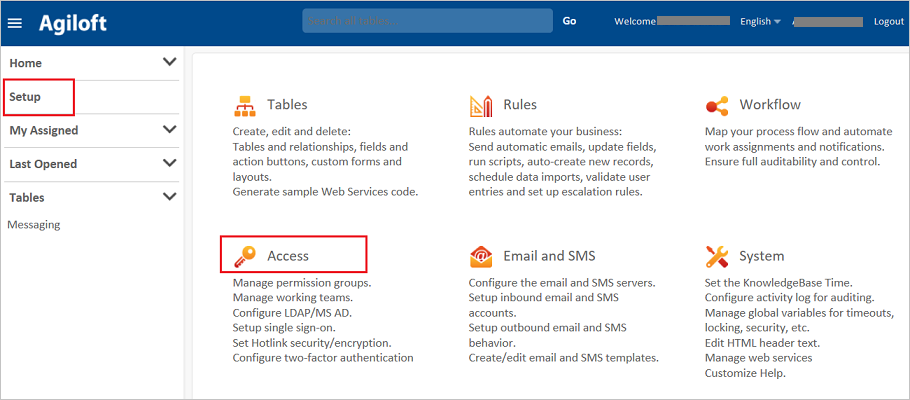 Agiloft
Search all tables
Go
Welcome
English
Logout
Home
Setup
My Assigned
Last Opened
Tables
Messaging
Tables
Create, edit and delete:
Tables and relationships, fields and
action buttons, custom forms and
layouts.
Generate sample Web Services code.
Rules
Rules automate your business:
Send automatic emails, update fields,
run scripts, auto-create new records,
schedule data imports, validate user
entries and set up escalation rules.
Workflow
Map your process flow and automate
work assignments and notifications.
Ensure full auditability and control.
Access
Manage permission groups.
Manage working teams.
Configure LDAP/MS AD.
Setup single sign-on.
Set Hotlink security/encryption.
Configure two-factor authentication
Email and SMS
Configure the email and SMS servers.
Setup inbound email and SMS
accounts.
Setup outbound email and SMS
behavior.
Create/edit email and SMS templates.
System
Set the KnowledgeBase Time.
Configure activity log for auditing.
Manage global variables for timeouts,
locking, security, etc.
Edit HTML header text.
Manage web services
Customize Help.